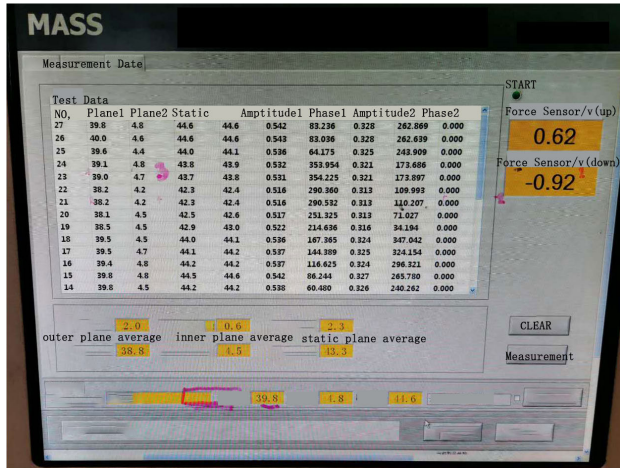 MASS
Measurement Date
START
Test Data
NO, Plane1 Plane2 Static Amptitude1 Phase1 Amptitude2 Phase2
27 39.8 4.8 44.6 44.6 0.542 83.236 0.328 262.869 0.000
26 40.0 4.6 44.6 44.6 0.543 83.036 0.328 262.639 0.000
25 39.6 4.4 44.0 44.1 0.536 64.175 0.325 243.909 0.000
24 39.1 4.8 43.8 43.9 0.532 353.954 0.321 173.686 0.000
23 39.0 4.7 43.7 43.8 0.531 354.225 0.321 173.897 0.000
22 38.2 4.2 42.3 42.4 0.516 290.360 0.313 109.993 0.000
21 38.2 4.2 42.3 42.4 0.516 290.532 0.313 110.207 0.000
20 38.1 4.5 42.5 42.6 0.517 251.325 0.313 71.027 0.000
19 38.5 4.5 42.9 43.0 0.522 214.636 0.316 34.194 0.000
18 39.5 4.5 44.0 44.1 0.536 167.365 0.324 347.042 0.000
17 39.5 4.7 44.1 44.2 0.537 144.389 0.325 324.154 0.000
16 39.4 4.8 44.2 44.2 0.537 116.625 0.324 296.321 0.000
15 39.8 4.8 44.5 44.6 0.542 86.244 0.327 265.780 0.000
14 39.8 4.5 44.2 44.2 0.538 60.480 0.326 240.262 0.000
Force Sensor/v(up)
0.62
Force Sensor/v(down)
-0.92
2.0 0.6 2.3
outer plane average inner plane average static plane average
38.8 4.5 43.3
CLEAR
Measurement
39.8 4.8 44.6